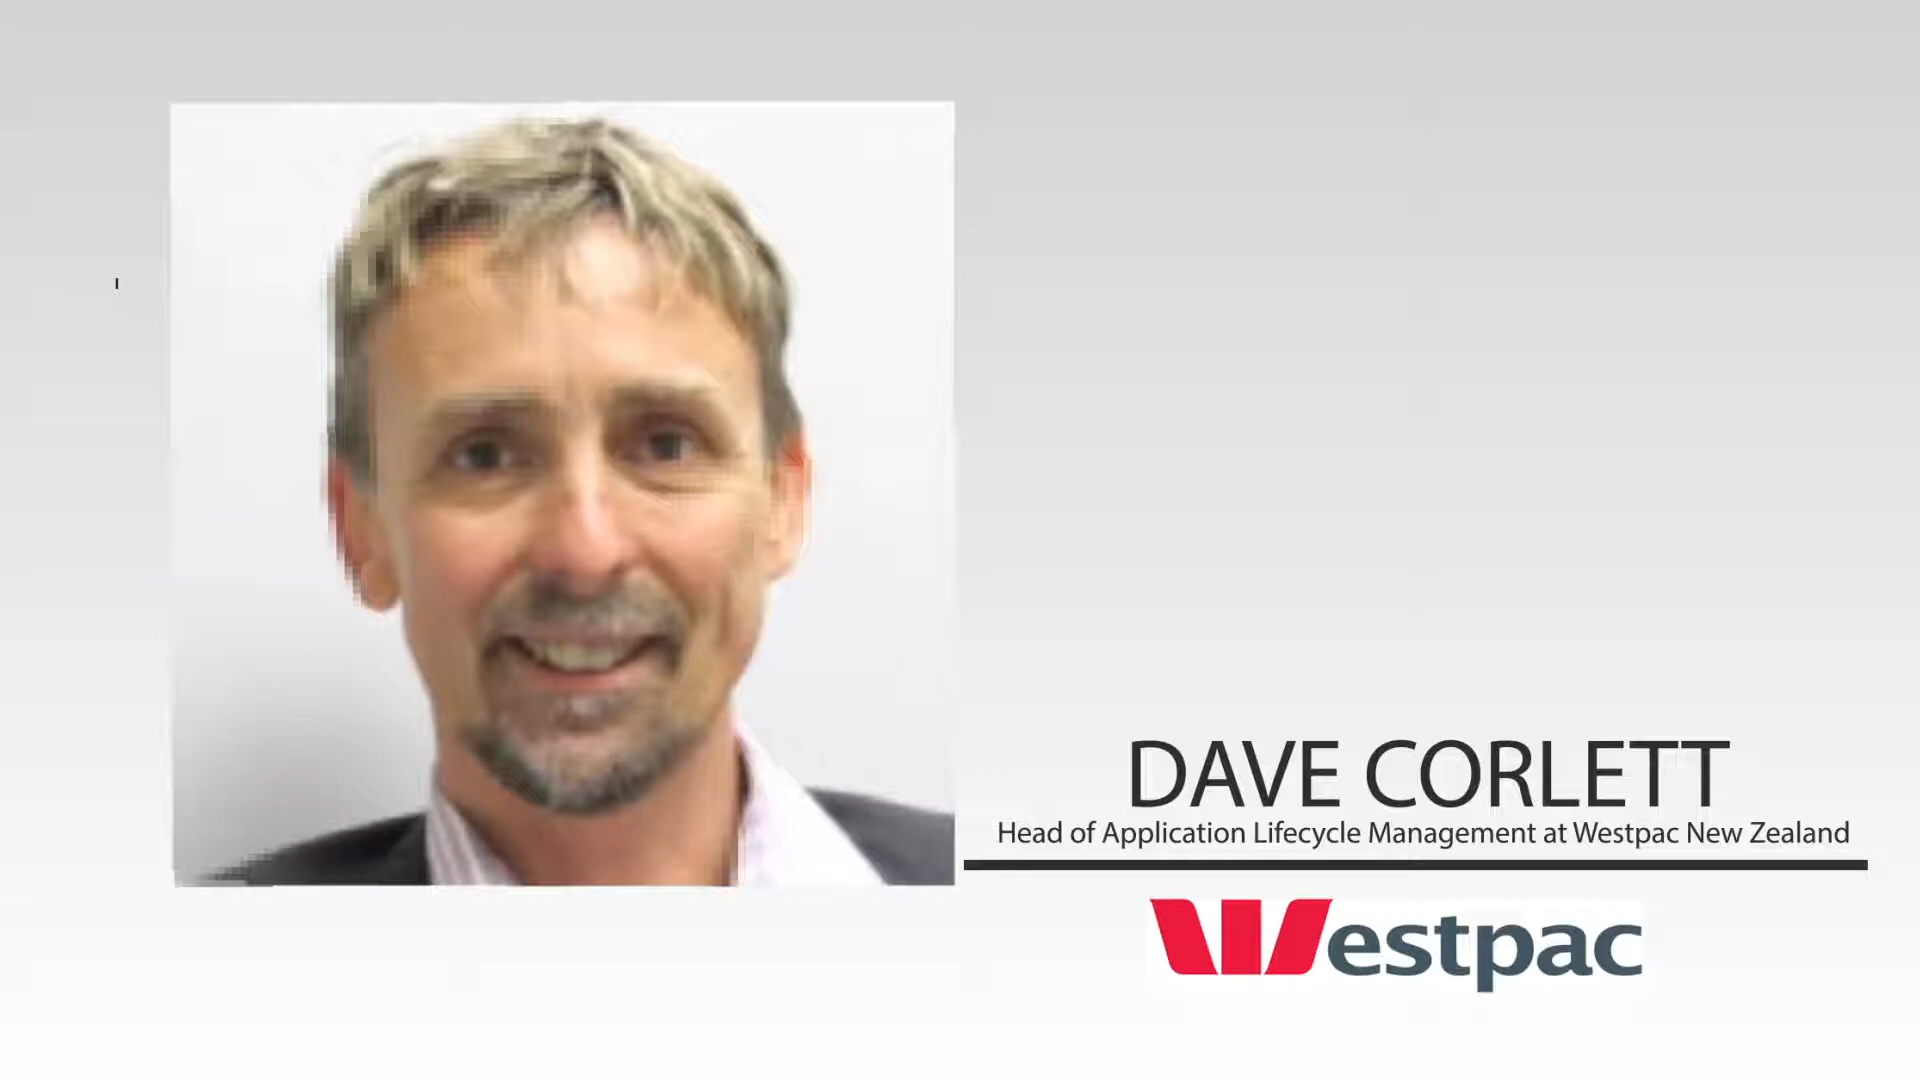 DAVE CORLETT
Head of Application Lifecycle Management at Westpac New Zealand
Westpac